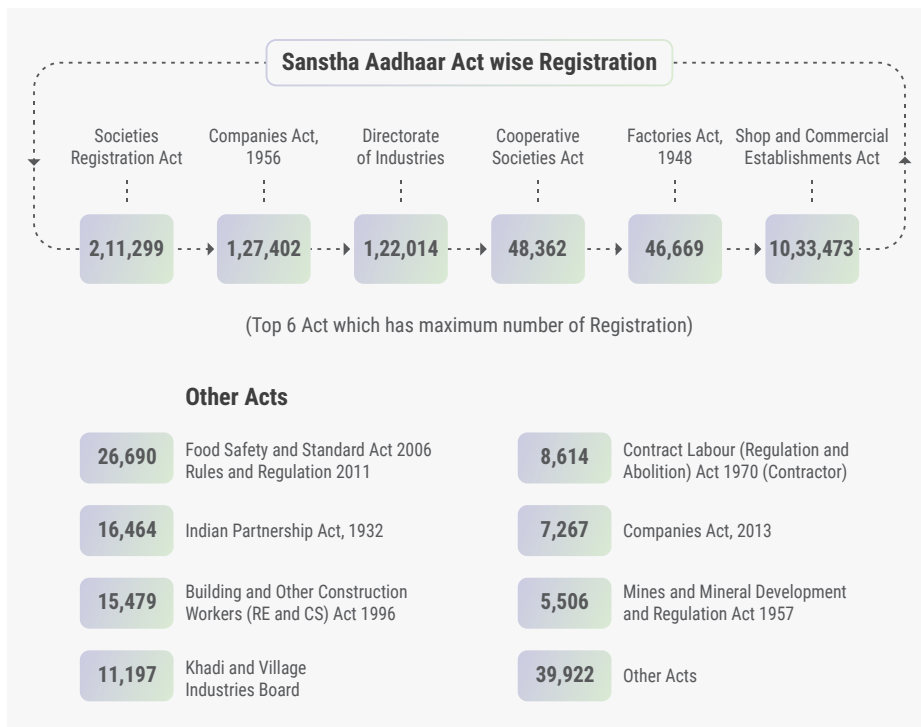 Sanstha Aadhaar Act wise Registration
Societies
Registration Act
Companies Act,
1956
Directorate
of Industries
Cooperative
Societies Act
Factories Act,
1948
Shop and Commercial
Establishments Act
2,11,299
1,27,402
1,22,014
48,362
46,669
10,33,473
(Top 6 Act which has maximum number of Registration)
Other Acts
26,690
Food Safety and Standard Act 2006
Rules and Regulation 2011
16,464
Indian Partnership Act, 1932
15,479
Building and Other Construction
Workers (RE and CS) Act 1996
11,197
Khadi and Village
Industries Board
8,614
Contract Labour (Regulation and
Abolition) Act 1970 (Contractor)
7,267
Companies Act, 2013
5,506
Mines and Mineral Development
and Regulation Act 1957
39,922
Other Acts